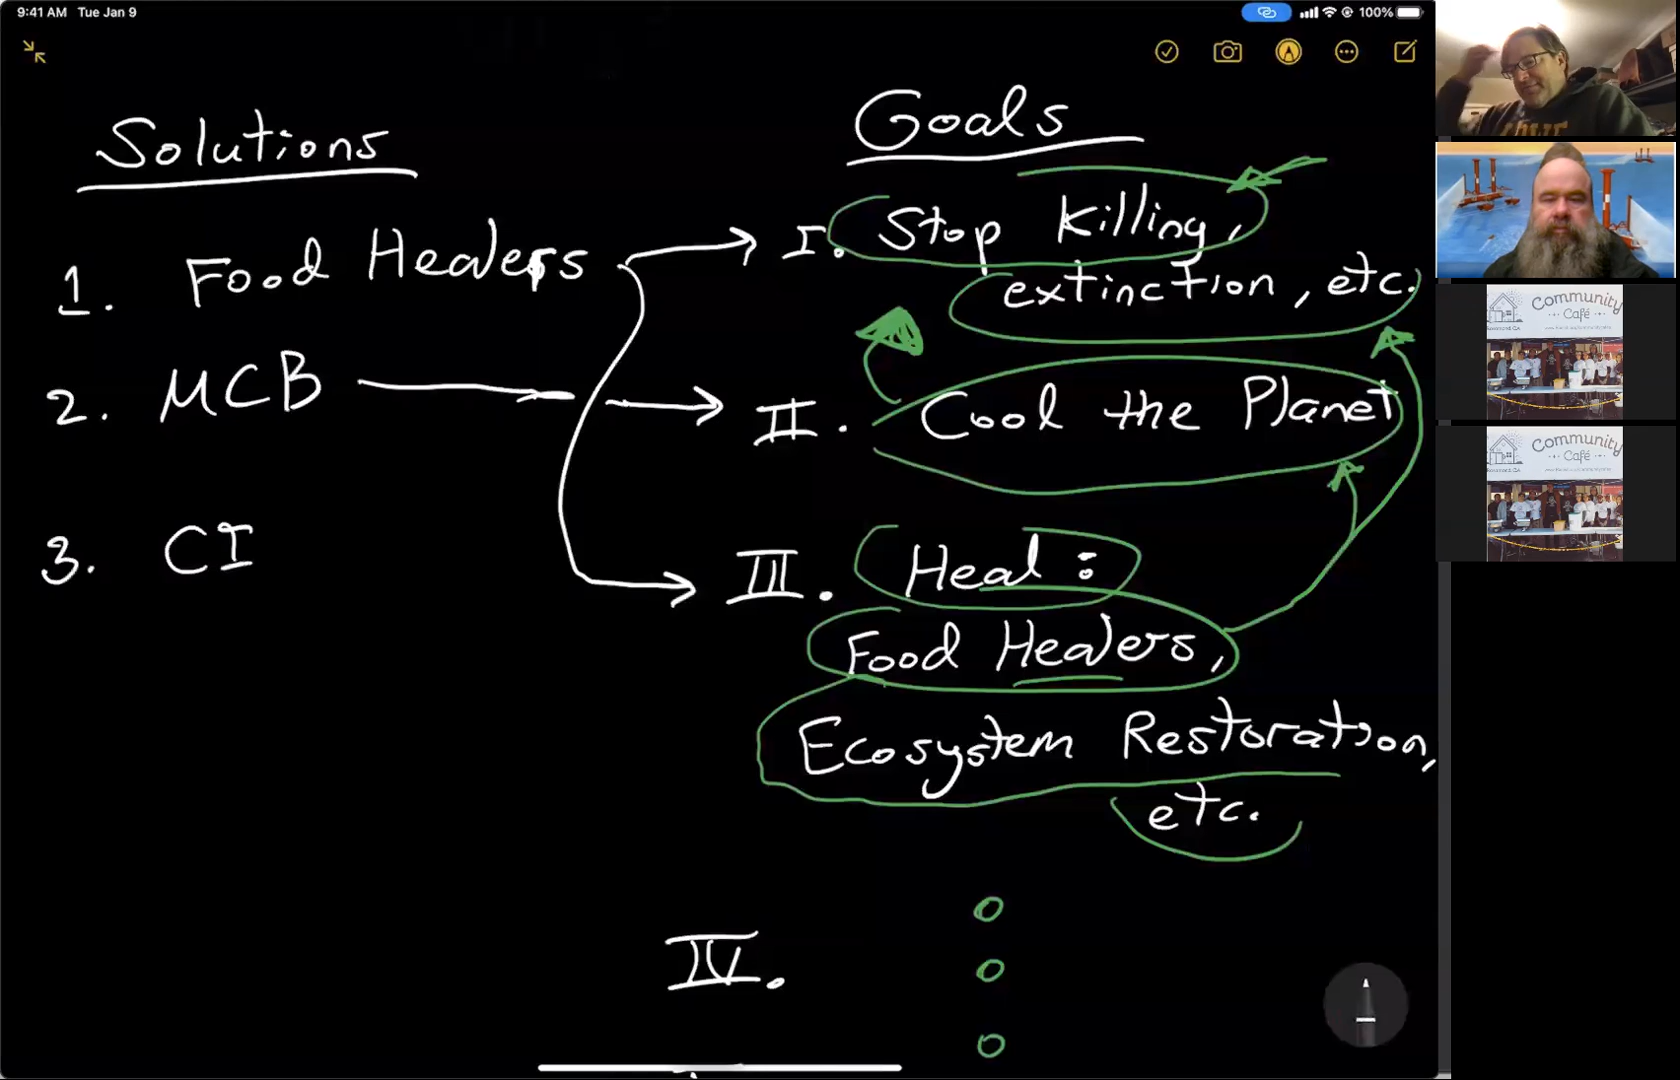 9:41 AM Tue Jan 9
100%
Solutions
1. Food Healers
2. MCB
3. CI
Goals
I. Stop Killing,
extinction, etc.
II. Cool the Planet
III. Heal:
Food Healers,
Ecosystem Restoration,
etc.
IV.
Community
Café
Community
Café